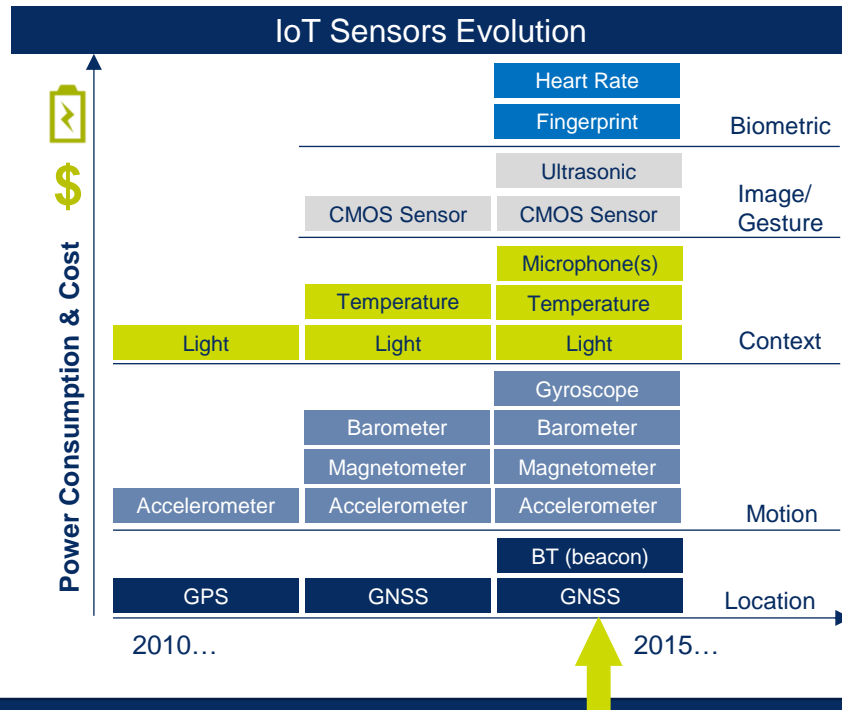 IoT Sensors Evolution
Heart Rate
Fingerprint
Biometric
Ultrasonic
CMOS Sensor
CMOS Sensor
Image/
Gesture
$
Power Consumption & Cost
Microphone(s)
Temperature
Temperature
Light
Light
Light
Context
Gyroscope
Barometer
Barometer
Magnetometer
Magnetometer
Accelerometer
Accelerometer
Accelerometer
Motion
BT (beacon)
GPS
GNSS
GNSS
Location
2010…
2015…